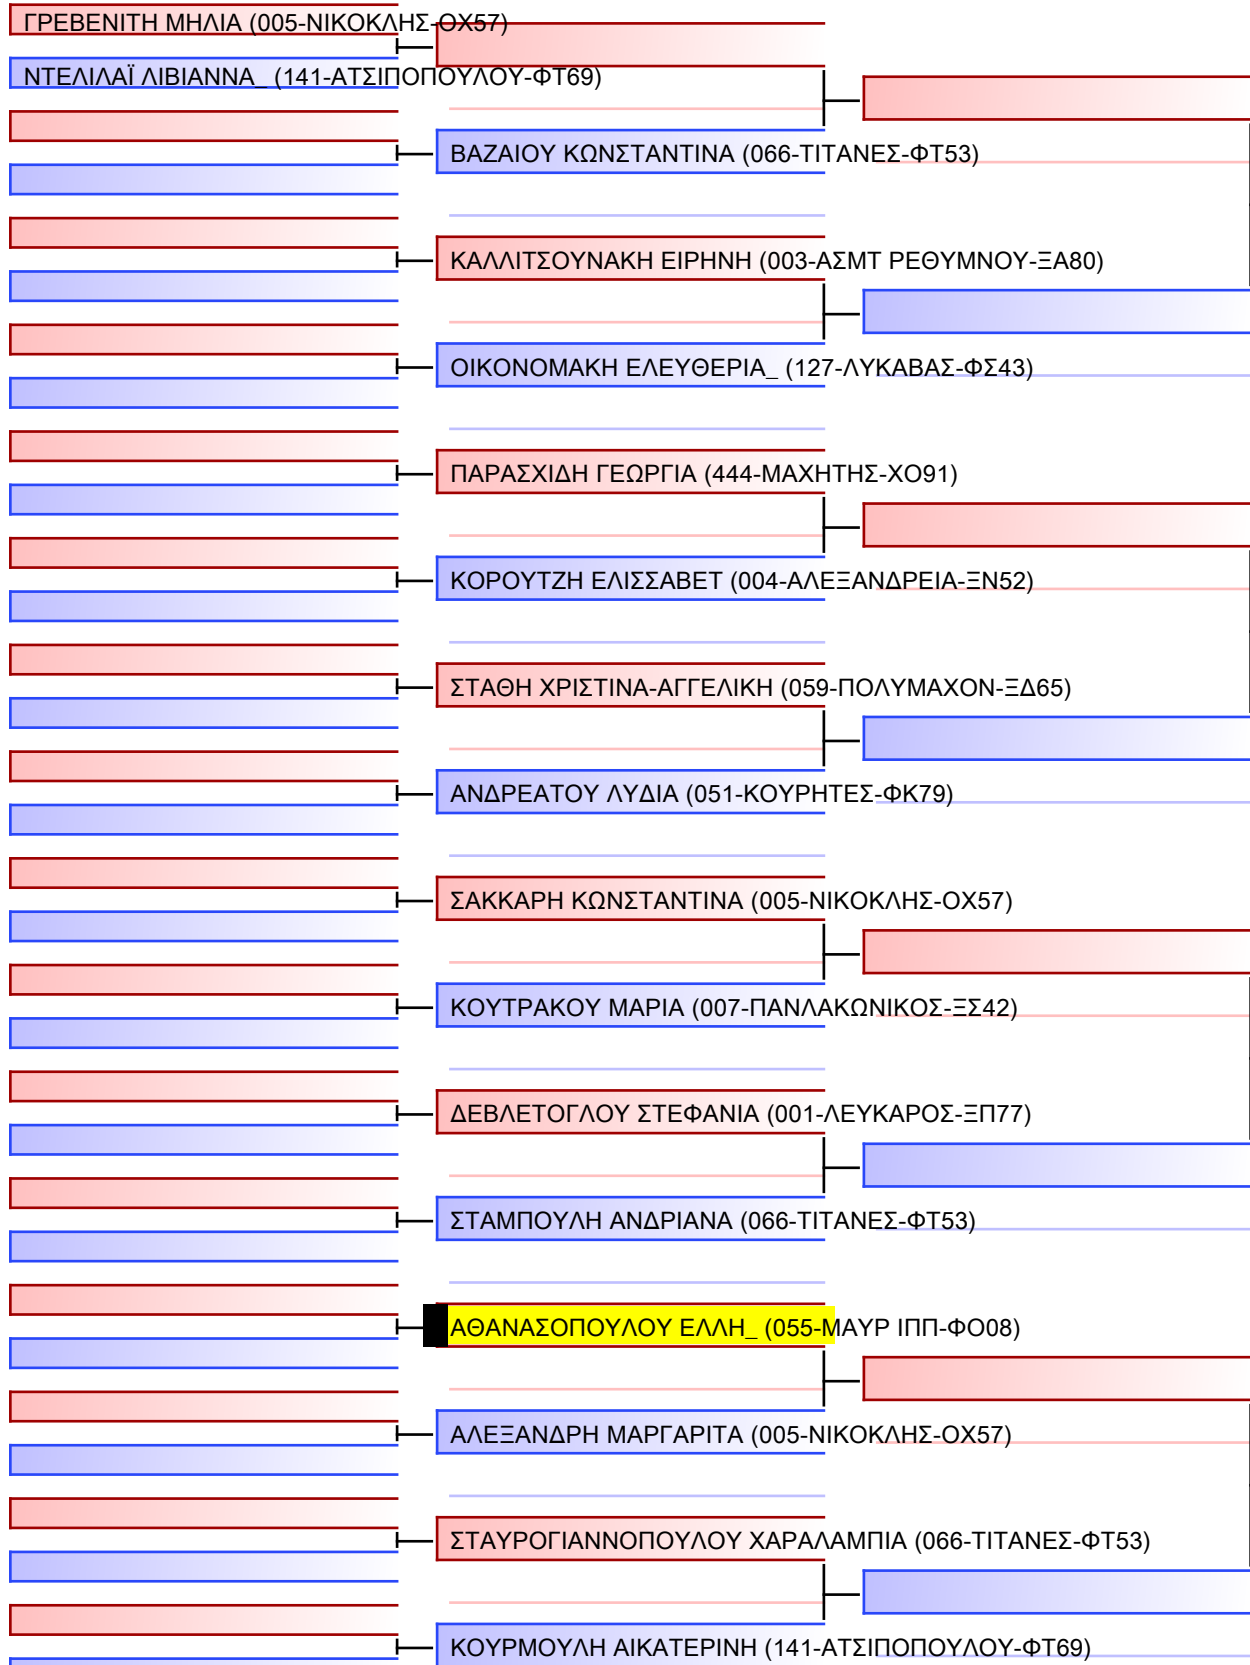 ΓΡΕΒΕΝΙΤΗ ΜΗΛΙΑ (005-ΝΙΚΟΚΛΗΣ-ΟΧ57)
ΝΤΕΛΙΛΑΪ ΛΙΒΙΑΝΝΑ_ (141-ΑΤΣΙΠΟΠΟΥΛΟΥ-ΦΤ69)
ΒΑΖΑΙΟΥ ΚΩΝΣΤΑΝΤΙΝΑ (066-ΤΙΤΑΝΕΣ-ΦΤ53)
ΚΑΛΛΙΤΣΟΥΝΑΚΗ ΕΙΡΗΝΗ (003-ΑΣΜΤ ΡΕΘΥΜΝΟΥ-ΞΑ80)
ΟΙΚΟΝΟΜΑΚΗ ΕΛΕΥΘΕΡΙΑ_ (127-ΛΥΚΑΒΑΣ-ΦΣ43)
ΠΑΡΑΣΧΙΔΗ ΓΕΩΡΓΙΑ (444-ΜΑΧΗΤΗΣ-ΧΟ91)
ΚΟΡΟΥΤΖΗ ΕΛΙΣΣΑΒΕΤ (004-ΑΛΕΞΑΝΔΡΕΙΑ-ΞΝ52)
ΣΤΑΘΗ ΧΡΙΣΤΙΝΑ-ΑΓΓΕΛΙΚΗ (059-ΠΟΛΥΜΑΧΟΝ-ΞΔ65)
ΑΝΔΡΕΑΤΟΥ ΛΥΔΙΑ (051-ΚΟΥΡΗΤΕΣ-ΦΚ79)
ΣΑΚΚΑΡΗ ΚΩΝΣΤΑΝΤΙΝΑ (005-ΝΙΚΟΚΛΗΣ-ΟΧ57)
ΚΟΥΤΡΑΚΟΥ ΜΑΡΙΑ (007-ΠΑΝΛΑΚΩΝΙΚΟΣ-ΞΣ42)
ΔΕΒΛΕΤΟΓΛΟΥ ΣΤΕΦΑΝΙΑ (001-ΛΕΥΚΑΡΟΣ-ΞΠ77)
ΣΤΑΜΠΟΥΛΗ ΑΝΔΡΙΑΝΑ (066-ΤΙΤΑΝΕΣ-ΦΤ53)
ΑΘΑΝΑΣΟΠΟΥΛΟΥ ΕΛΛΗ_ (055-ΜΑΥΡ ΙΠΠ-ΦΟ08)
ΑΛΕΞΑΝΔΡΗ ΜΑΡΓΑΡΙΤΑ (005-ΝΙΚΟΚΛΗΣ-ΟΧ57)
ΣΤΑΥΡΟΓΙΑΝΝΟΠΟΥΛΟΥ ΧΑΡΑΛΑΜΠΙΑ (066-ΤΙΤΑΝΕΣ-ΦΤ53)
ΚΟΥΡΜΟΥΛΗ ΑΙΚΑΤΕΡΙΝΗ (141-ΑΤΣΙΠΟΠΟΥΛΟΥ-ΦΤ69)